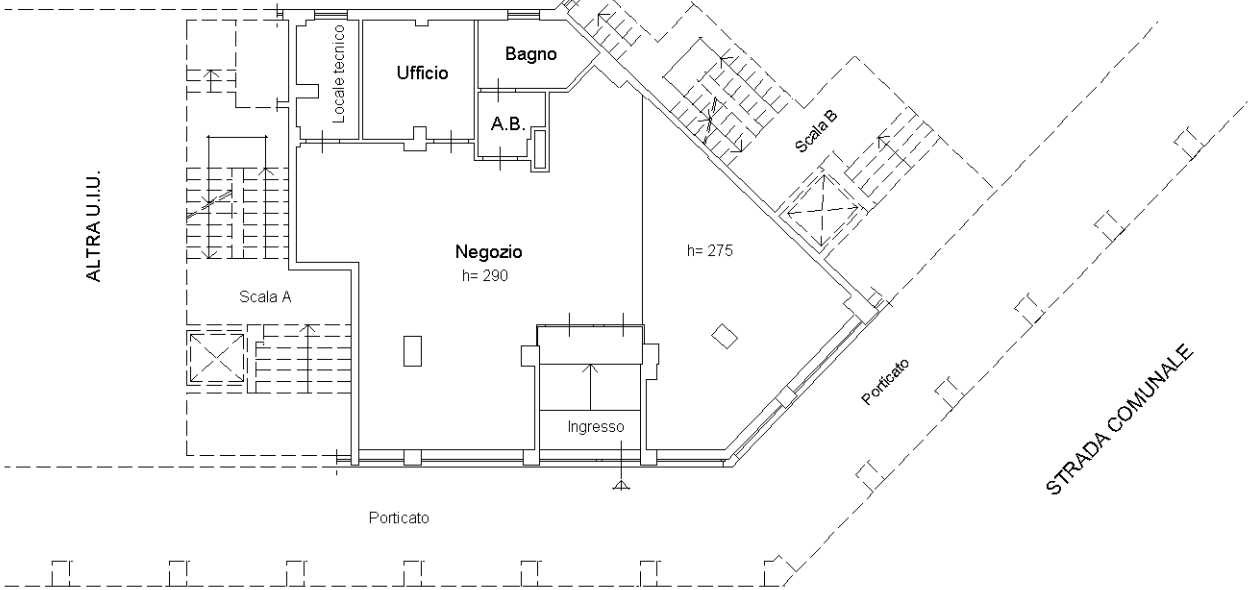 Locale tecnico
Ufficio
Bagno
A.B.
Scala B
ALTRA U.I.U.
Negozio
h= 290
h= 275
Scala A
Ingresso
Porticato
STRADA COMUNALE
Porticato